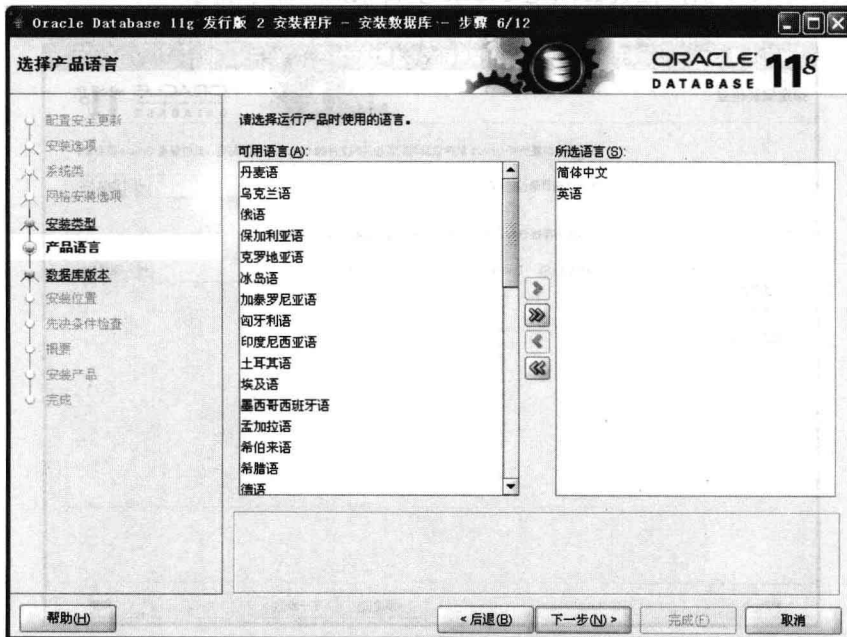 Oracle Database 11g 发行版 2 安装程序 - 安装数据库 - 步骤 6/12
选择产品语言
ORACLE
DATABASE
11g
配置安全更新
安装选项
系统类
网格安装选项
安装类型
产品语言
数据库版本
安装位置
先决条件检查
概要
安装产品
完成
请选择运行产品时使用的语言。
可用语言(A):
丹麦语
乌克兰语
俄语
保加利亚语
克罗地亚语
冰岛语
加泰罗尼亚语
匈牙利语
印度尼西亚语
土耳其语
埃及语
墨西哥西班牙语
孟加拉语
希伯来语
希腊语
德语
所选语言(S):
简体中文
英语
帮助(H)
< 后退(B)
下一步(N) >
完成(F)
取消